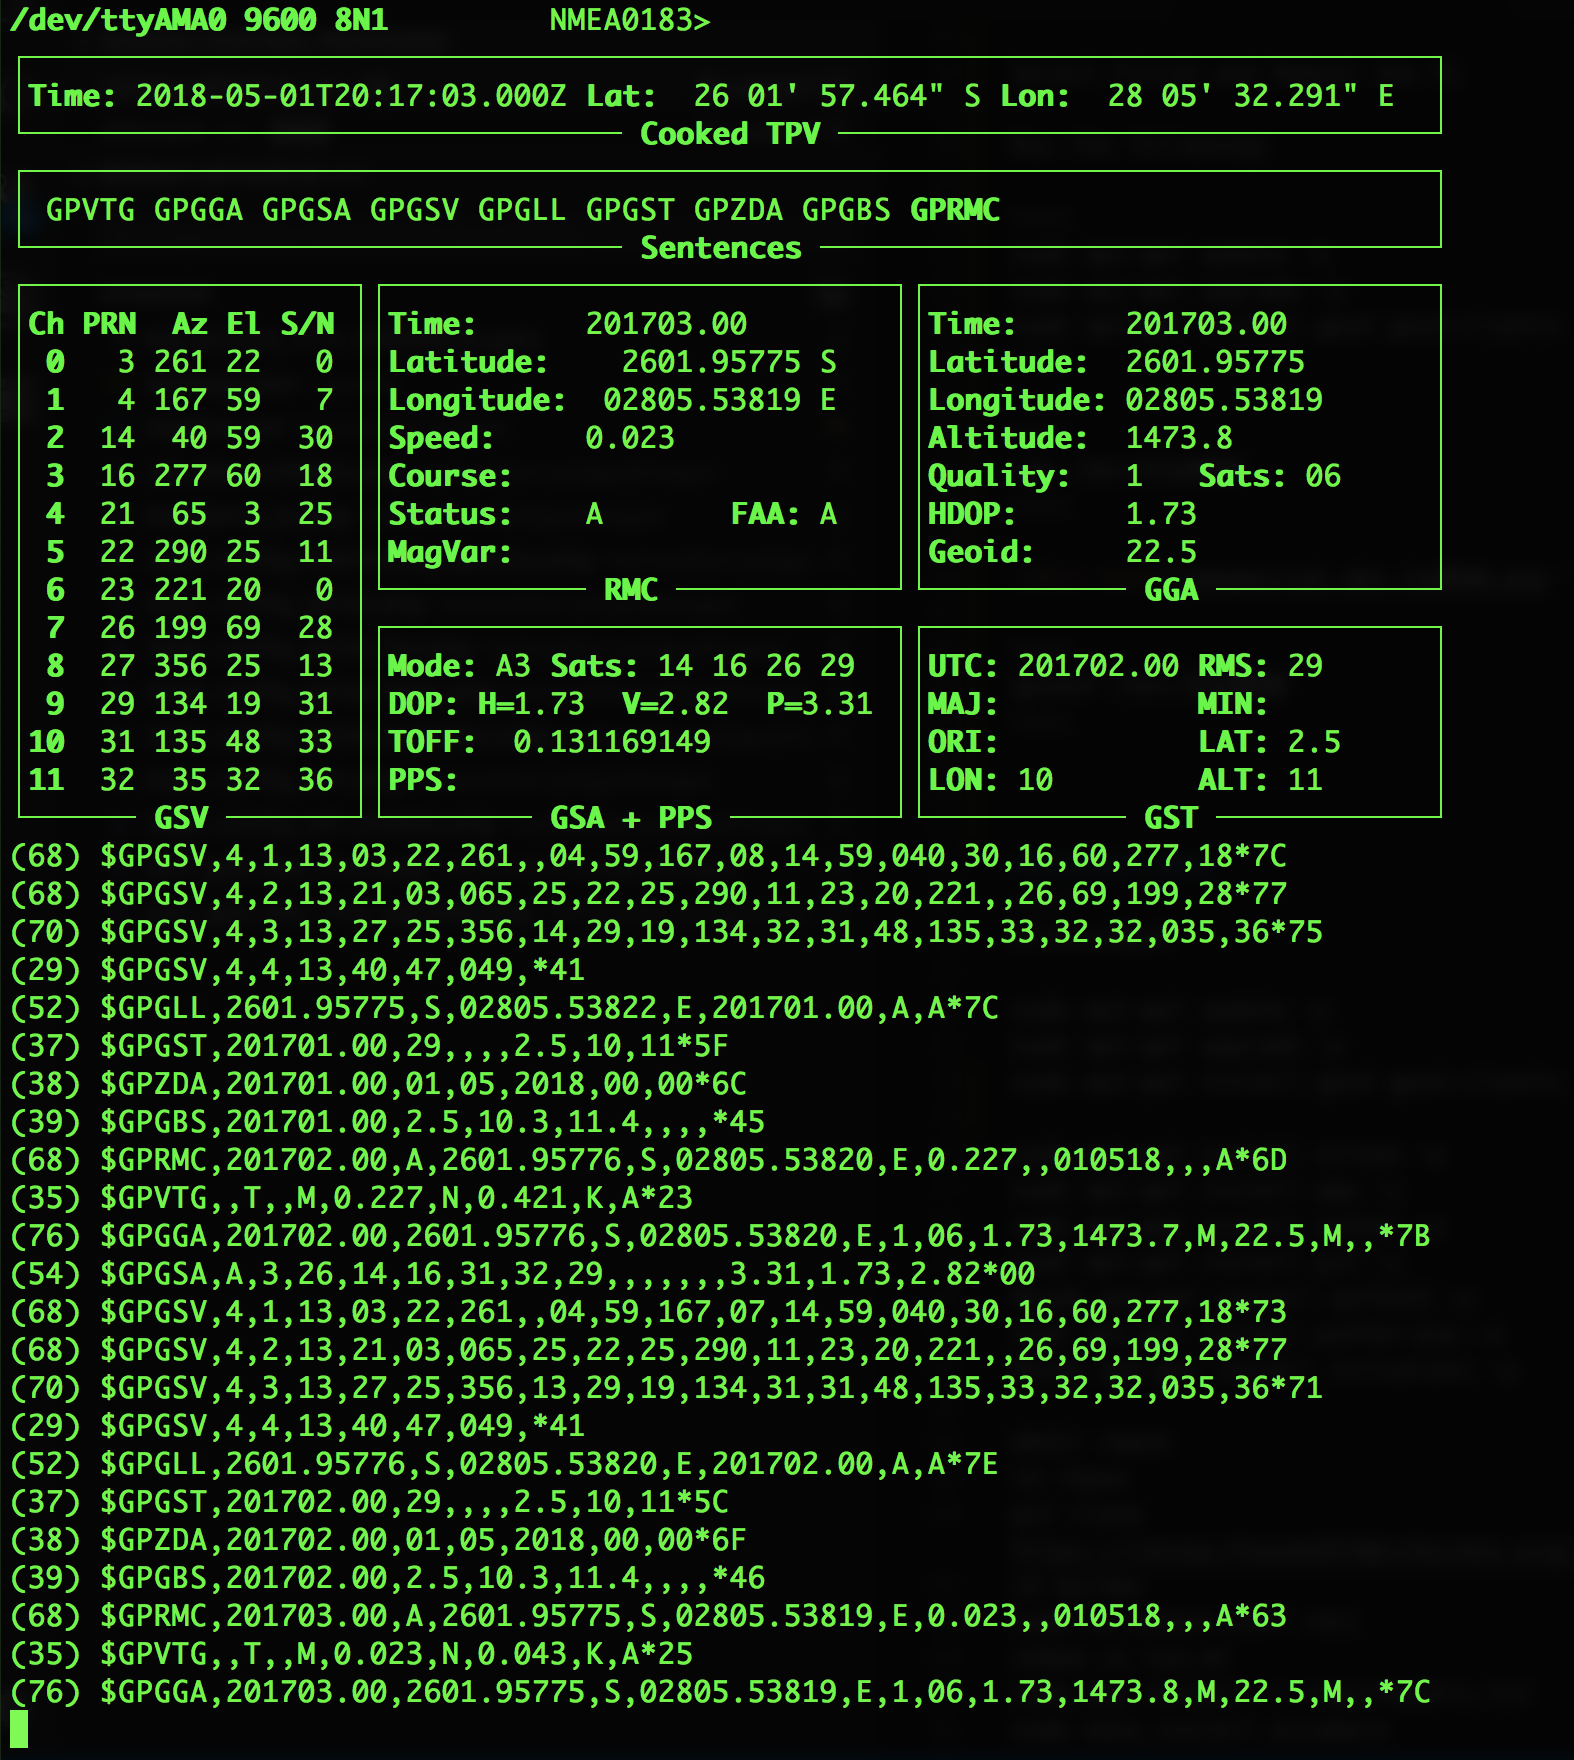 /dev/ttyAMA0 9600 8N1 NMEA0183>
Time: 2018-05-01T20:17:03.000Z Lat: 26 01' 57.464" S Lon: 28 05' 32.291" E
Cooked TPV
GPVTG GPGGA GPGSA GPGSV GPGLL GPGST GPZDA GPGBS GPRMC
Sentences
Ch PRN Az El S/N
0 3 261 22 0
1 4 167 59 7
2 14 40 59 30
3 16 277 60 18
4 21 65 3 25
5 22 290 25 11
6 23 221 20 0
7 26 199 69 28
8 27 356 25 13
9 29 134 19 31
10 31 135 48 33
11 32 35 32 36
GSV
Time: 201703.00
Latitude: 2601.95775 S
Longitude: 02805.53819 E
Speed: 0.023
Course:
Status: A FAA: A
MagVar:
RMC
Time: 201703.00
Latitude: 2601.95775
Longitude: 02805.53819
Altitude: 1473.8
Quality: 1 Sats: 06
HDOP: 1.73
Geoid: 22.5
GGA
Mode: A3 Sats: 14 16 26 29
DOP: H=1.73 V=2.82 P=3.31
TOFF: 0.131169149
PPS:
GSA + PPS
UTC: 201702.00 RMS: 29
MAJ: MIN:
ORI: LAT: 2.5
LON: 10 ALT: 11
GST
(68) $GPGSV,4,1,13,03,22,261,,04,59,167,08,14,59,040,30,16,60,277,18*7C
(68) $GPGSV,4,2,13,21,03,065,25,22,25,290,11,23,20,221,,26,69,199,28*77
(70) $GPGSV,4,3,13,27,25,356,14,29,19,134,32,31,48,135,33,32,32,035,36*75
(29) $GPGSV,4,4,13,40,47,049,*41
(52) $GPGLL,2601.95775,S,02805.53822,E,201701.00,A,A*7C
(37) $GPGST,201701.00,29,,,,2.5,10,11*5F
(38) $GPZDA,201701.00,01,05,2018,00,00*6C
(39) $GPGBS,201701.00,2.5,10.3,11.4,,,,*45
(68) $GPRMC,201702.00,A,2601.95776,S,02805.53820,E,0.227,,010518,,,A*6D
(35) $GPVTG,,T,,M,0.227,N,0.421,K,A*23
(76) $GPGGA,201702.00,2601.95776,S,02805.53820,E,1,06,1.73,1473.7,M,22.5,M,,*7B
(54) $GPGSA,A,3,26,14,16,31,32,29,,,,,,,3.31,1.73,2.82*00
(68) $GPGSV,4,1,13,03,22,261,,04,59,167,07,14,59,040,30,16,60,277,18*73
(68) $GPGSV,4,2,13,21,03,065,25,22,25,290,11,23,20,221,,26,69,199,28*77
(70) $GPGSV,4,3,13,27,25,356,13,29,19,134,31,31,48,135,33,32,32,035,36*71
(29) $GPGSV,4,4,13,40,47,049,*41
(52) $GPGLL,2601.95776,S,02805.53820,E,201702.00,A,A*7E
(37) $GPGST,201702.00,29,,,,2.5,10,11*5C
(38) $GPZDA,201702.00,01,05,2018,00,00*6F
(39) $GPGBS,201702.00,2.5,10.3,11.4,,,,*46
(68) $GPRMC,201703.00,A,2601.95775,S,02805.53819,E,0.023,,010518,,,A*63
(35) $GPVTG,,T,,M,0.023,N,0.043,K,A*25
(76) $GPGGA,201703.00,2601.95775,S,02805.53819,E,1,06,1.73,1473.8,M,22.5,M,,*7C